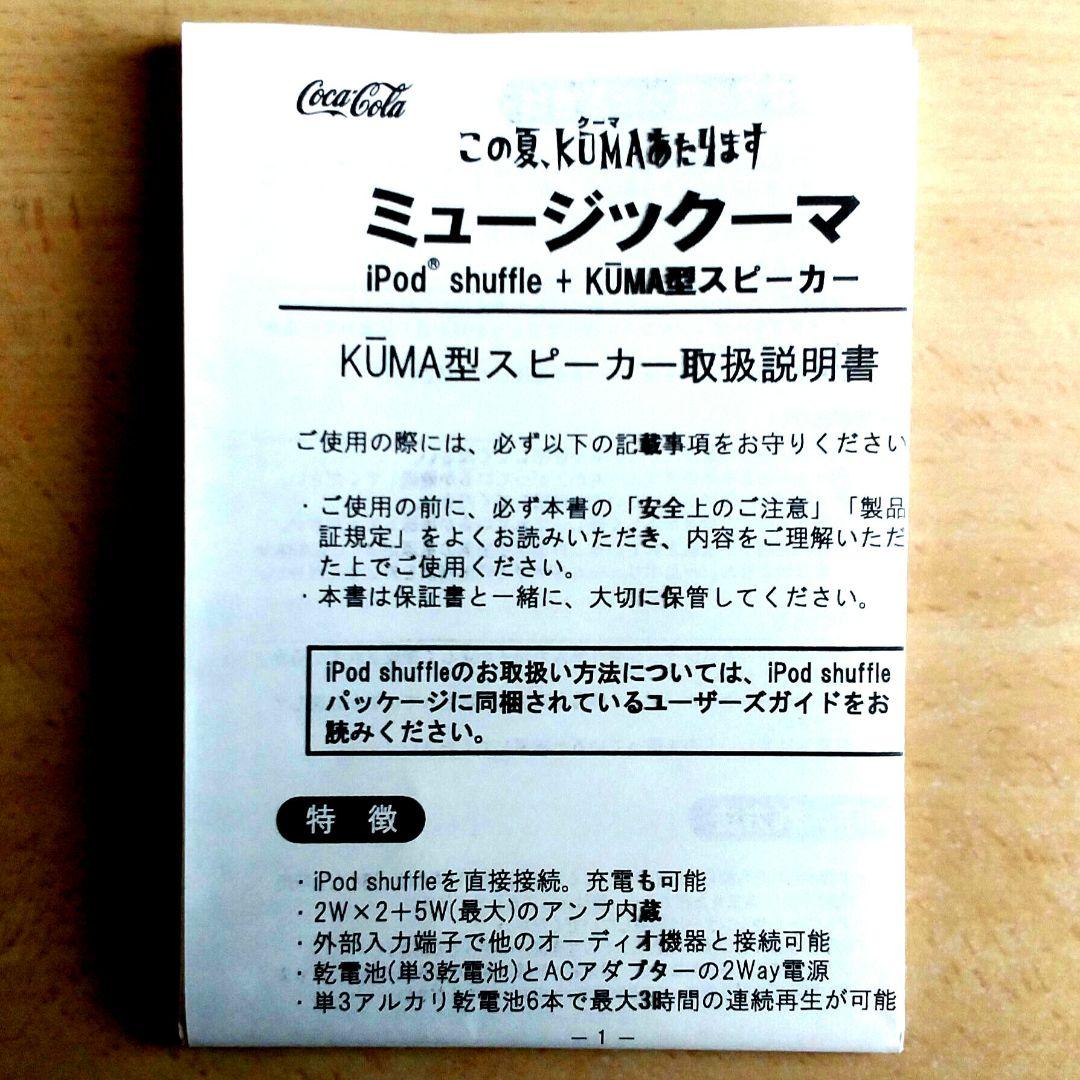 Coca-Cola
クーマ
この夏、KŪMAあたります
ミュージックーマ
iPod® shuffle + KŪMA型スピーカー
KŪMA型スピーカー取扱説明書
ご使用の際には、必ず以下の記載事項をお守りください
・ご使用の前に、必ず本書の「安全上のご注意」「製品
証規定」をよくお読みいただき、内容をご理解いただ
た上でご使用ください。
・本書は保証書と一緒に、大切に保管してください。
iPod shuffleのお取扱い方法については、iPod shuffle
パッケージに同梱されているユーザーズガイドをお
読みください。
特 徴
・iPod shuffleを直接接続。充電も可能
・2W×2＋5W(最大)のアンプ内蔵
・外部入力端子で他のオーディオ機器と接続可能
・乾電池(単3乾電池)とACアダプターの2Way電源
・単3アルカリ乾電池6本で最大3時間の連続再生が可能
－ 1 －